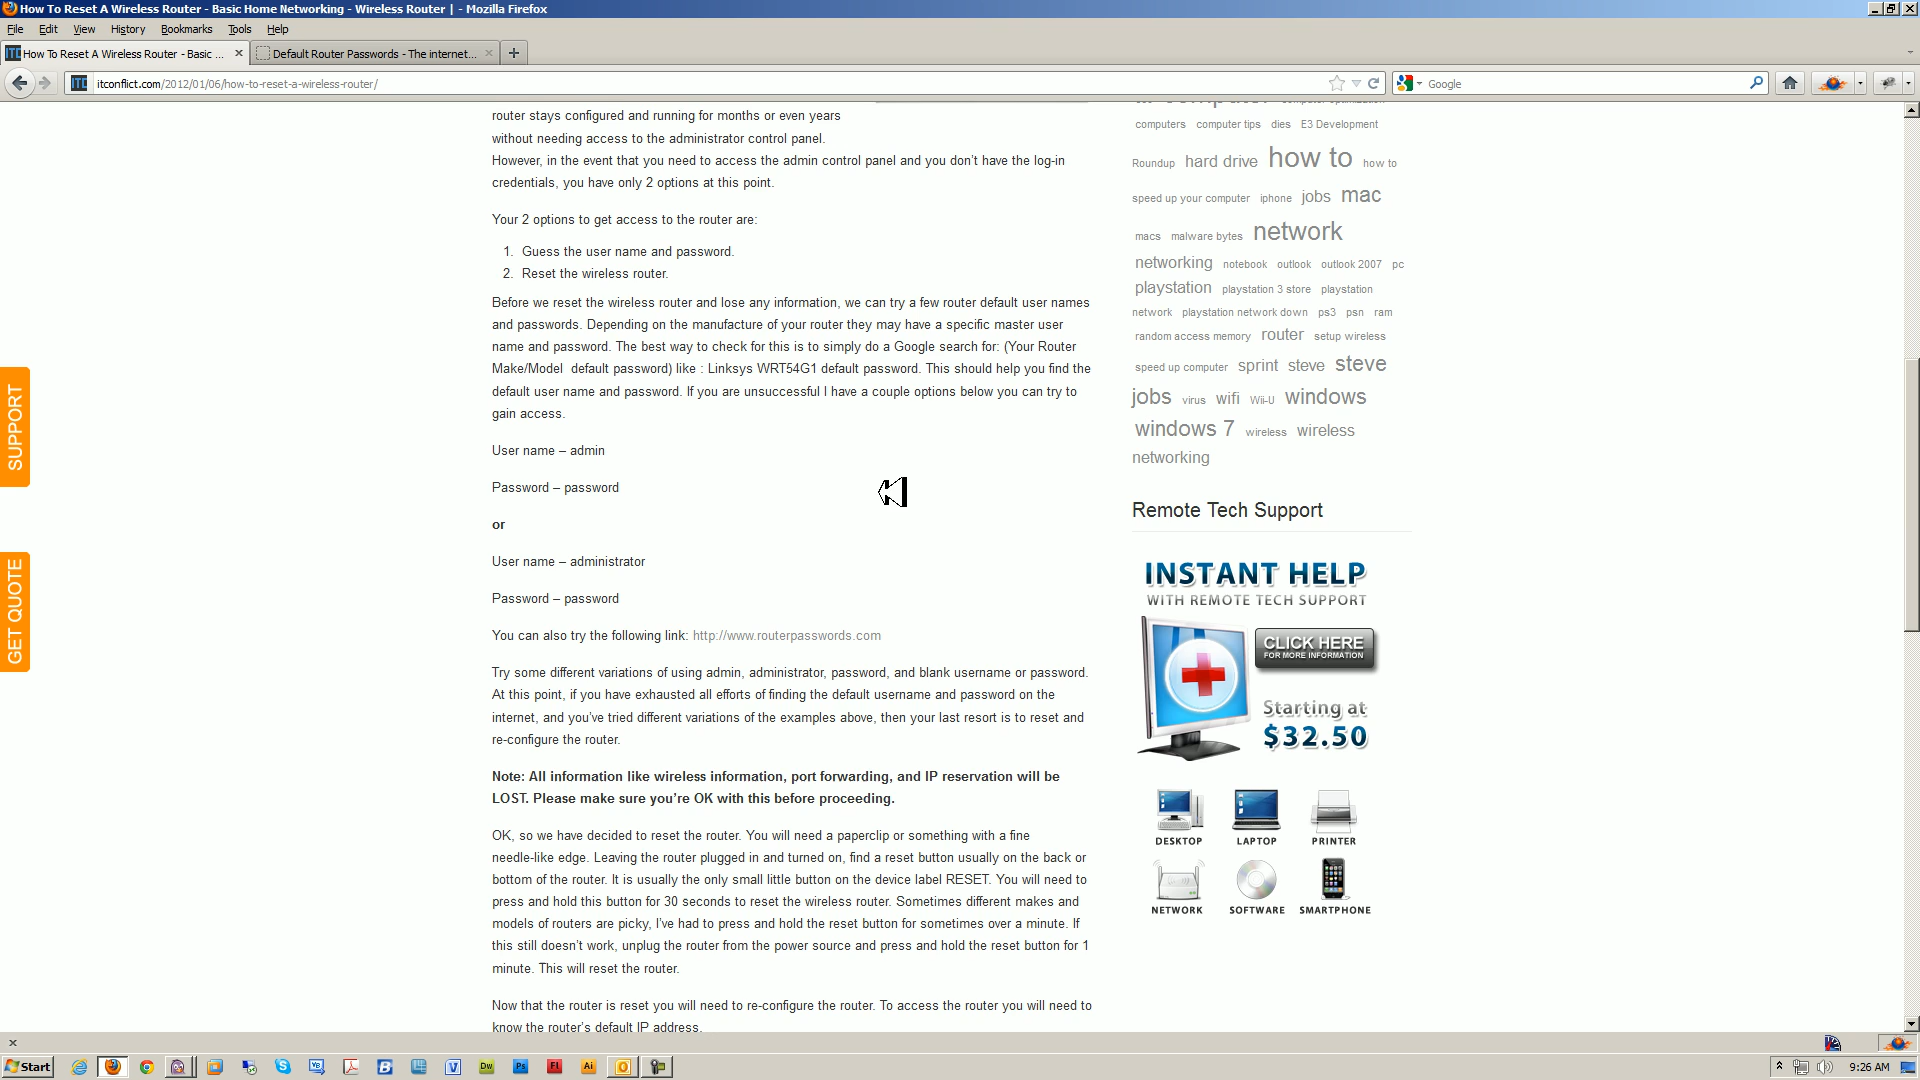 How To Reset A Wireless Router - Basic Home Networking - Wireless Router | - Mozilla Firefox
File Edit View History Bookmarks Tools Help
How To Reset A Wireless Router - Basic ... Default Router Passwords - The internet...
itconflict.com/2012/01/06/how-to-reset-a-wireless-router/ Google
router stays configured and running for months or even years
without needing access to the administrator control panel.
However, in the event that you need to access the admin control panel and you don’t have the log-in
credentials, you have only 2 options at this point.
Your 2 options to get access to the router are:
1. Guess the user name and password.
2. Reset the wireless router.
Before we reset the wireless router and lose any information, we can try a few router default user names
and passwords. Depending on the manufacture of your router they may have a specific master user
name and password. The best way to check for this is to simply do a Google search for: (Your Router
Make/Model default password) like : Linksys WRT54G1 default password. This should help you find the
default user name and password. If you are unsuccessful I have a couple options below you can try to
gain access.
User name – admin
Password – password
or
User name – administrator
Password – password
You can also try the following link: http://www.routerpasswords.com
Try some different variations of using admin, administrator, password, and blank username or password.
At this point, if you have exhausted all efforts of finding the default username and password on the
internet, and you’ve tried different variations of the examples above, then your last resort is to reset and
re-configure the router.
Note: All information like wireless information, port forwarding, and IP reservation will be
LOST. Please make sure you’re OK with this before proceeding.
OK, so we have decided to reset the router. You will need a paperclip or something with a fine
needle-like edge. Leaving the router plugged in and turned on, find a reset button usually on the back or
bottom of the router. It is usually the only small little button on the device label RESET. You will need to
press and hold this button for 30 seconds to reset the wireless router. Sometimes different makes and
models of routers are picky, I’ve had to press and hold the reset button for sometimes over a minute. If
this still doesn’t work, unplug the router from the power source and press and hold the reset button for 1
minute. This will reset the router.
Now that the router is reset you will need to re-configure the router. To access the router you will need to
know the router’s default IP address.
computers computer tips dies E3 Development
Roundup hard drive how to how to
speed up your computer iphone jobs mac
macs malware bytes network
networking notebook outlook outlook 2007 pc
playstation playstation 3 store playstation
network playstation network down ps3 psn ram
random access memory router setup wireless
speed up computer sprint steve steve
jobs virus wifi Wii-U windows
windows 7 wireless wireless
networking
Remote Tech Support
INSTANT HELP
WITH REMOTE TECH SUPPORT
CLICK HERE
FOR MORE INFORMATION
Starting at
$32.50
DESKTOP LAPTOP PRINTER
NETWORK SOFTWARE SMARTPHONE
SUPPORT
GET QUOTE
Start Dw Ps Fl Ai 9:26 AM